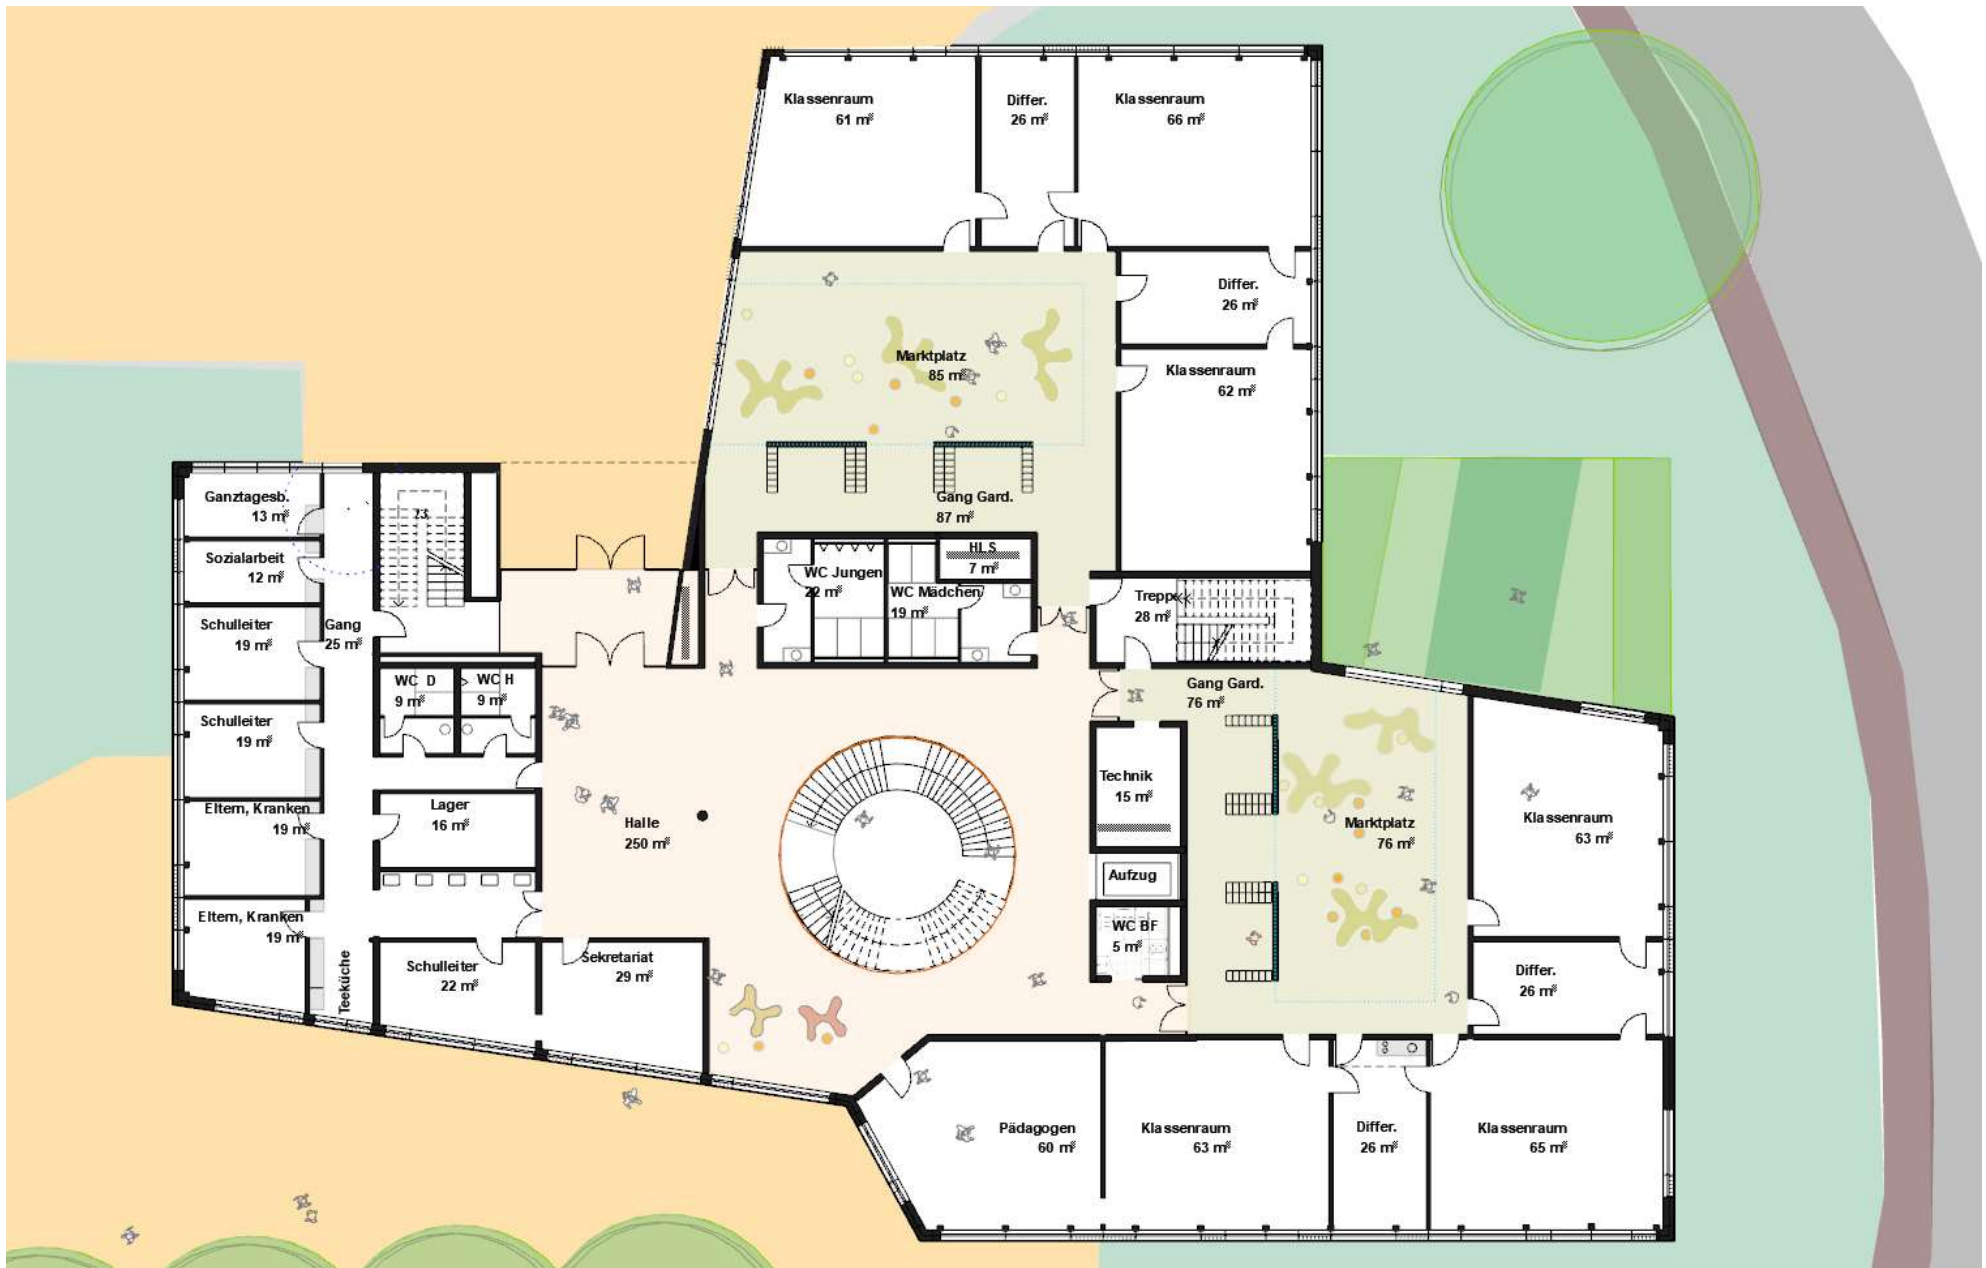 Klassenraum
61 m²
Differ.
26 m²
Klassenraum
66 m²
Differ.
26 m²
Marktplatz
85 m²
Klassenraum
62 m²
Gang Gard.
87 m²
Ganztagesb.
13 m²
Sozialarbeit
12 m²
Schulleiter
19 m²
Gang
25 m²
Schulleiter
19 m²
WC D
9 m²
WC H
9 m²
WC Jungen
22 m²
WC Mädchen
19 m²
HLS
7 m²
Treppe
28 m²
Gang Gard.
76 m²
Eltern, Kranken
19 m²
Lager
16 m²
Halle
250 m²
Technik
15 m²
Marktplatz
76 m²
Klassenraum
63 m²
Aufzug
Eltern, Kranken
19 m²
Teeküche
Schulleiter
22 m²
Sekretariat
29 m²
WC BF
5 m²
Differ.
26 m²
Pädagogen
60 m²
Klassenraum
63 m²
Differ.
26 m²
Klassenraum
65 m²